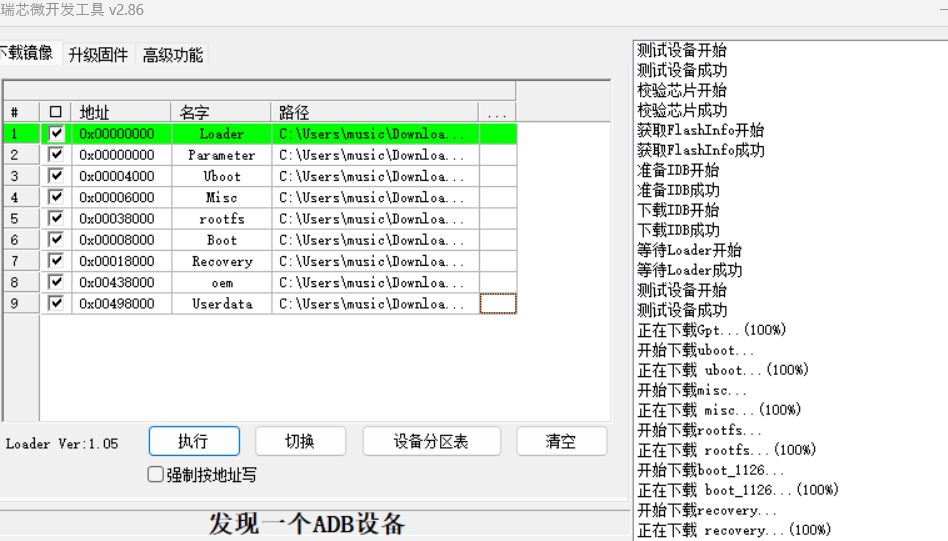 瑞芯微开发工具 v2.86
下载镜像 升级固件 高级功能
# 地址 名字 路径 ...
1 0x00000000 Loader C:\Users\music\Downloa...
2 0x00000000 Parameter C:\Users\music\Downloa...
3 0x00004000 Uboot C:\Users\music\Downloa...
4 0x00006000 Misc C:\Users\music\Downloa...
5 0x00038000 rootfs C:\Users\music\Downloa...
6 0x00008000 Boot C:\Users\music\Downloa...
7 0x00018000 Recovery C:\Users\music\Downloa...
8 0x00438000 oem C:\Users\music\Downloa...
9 0x00498000 Userdata C:\Users\music\Downloa...
Loader Ver:1.05 执行 切换 设备分区表 清空
强制按地址写
发现一个ADB设备
测试设备开始
测试设备成功
校验芯片开始
校验芯片成功
获取FlashInfo开始
获取FlashInfo成功
准备IDB开始
准备IDB成功
下载IDB开始
下载IDB成功
等待Loader开始
等待Loader成功
测试设备开始
测试设备成功
正在下载Gpt...(100%)
开始下载uboot...
正在下载 uboot...(100%)
开始下载misc...
正在下载 misc...(100%)
开始下载rootfs...
正在下载 rootfs...(100%)
开始下载boot_1126...
正在下载 boot_1126...(100%)
开始下载recovery...
正在下载 recovery...(100%)